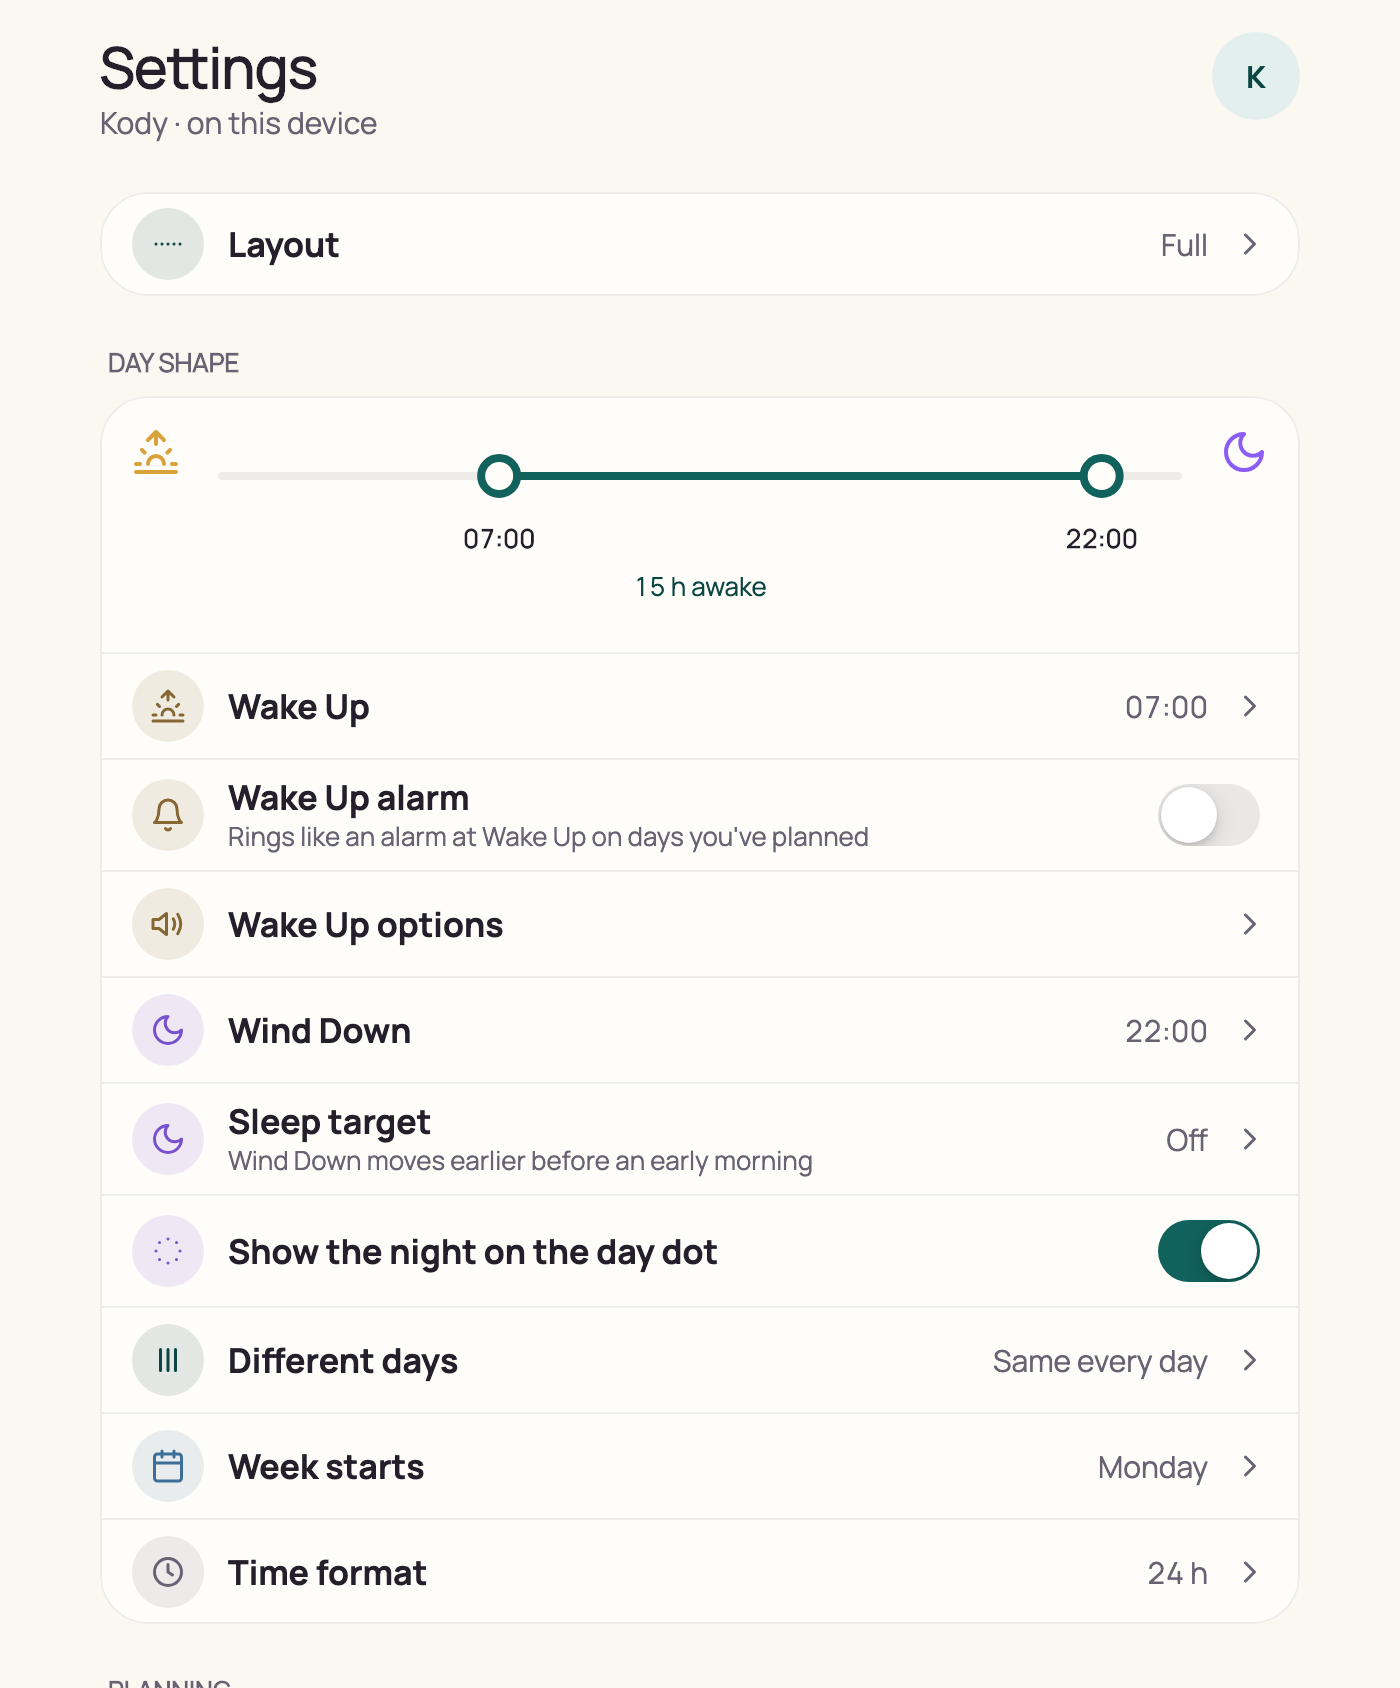 Settings
K
Kody · on this device
Layout
Full
DAY SHAPE
07:00
22:00
15 h awake
Wake Up
07:00
Wake Up alarm
Rings like an alarm at Wake Up on days you've planned
Wake Up options
Wind Down
22:00
Sleep target
Wind Down moves earlier before an early morning
Off
Show the night on the day dot
Different days
Same every day
Week starts
Monday
Time format
24 h
PLANNING